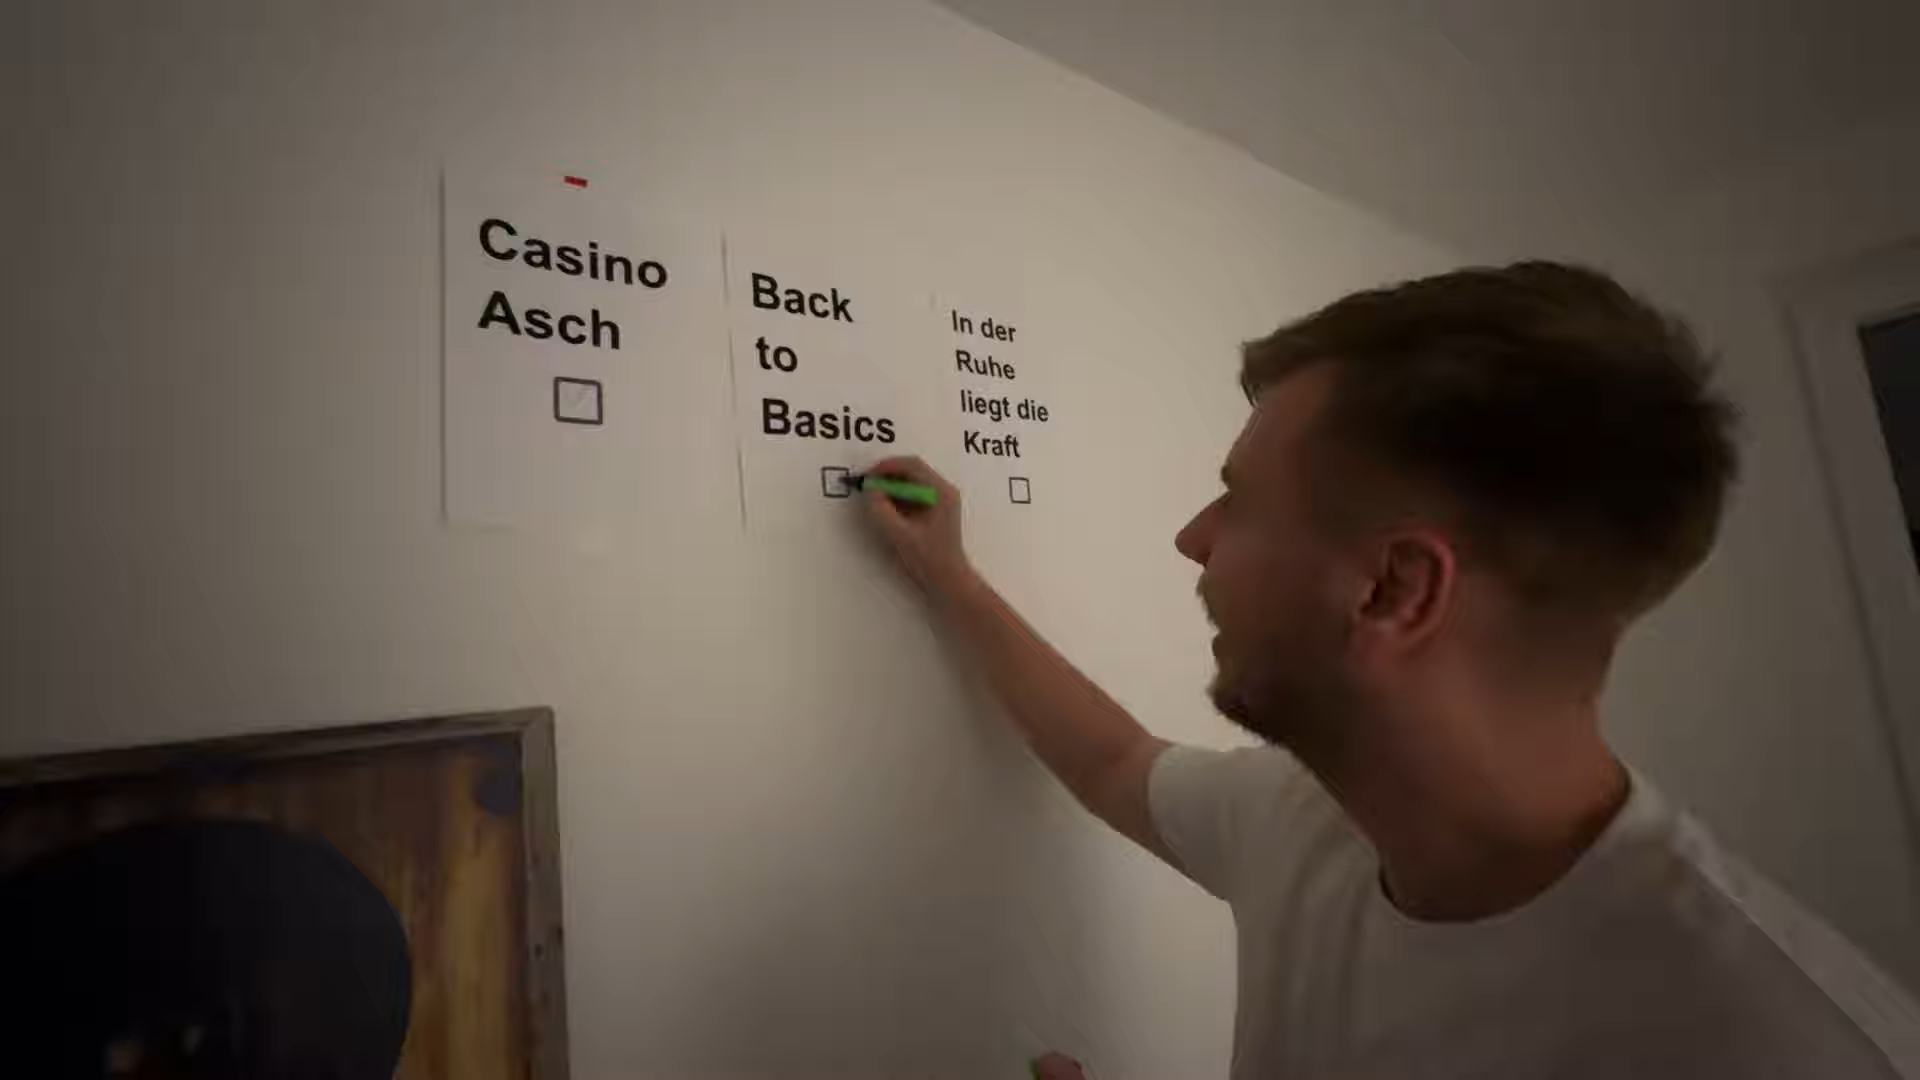 Casino
Asch
Back
to
Basics
In der
Ruhe
liegt die
Kraft